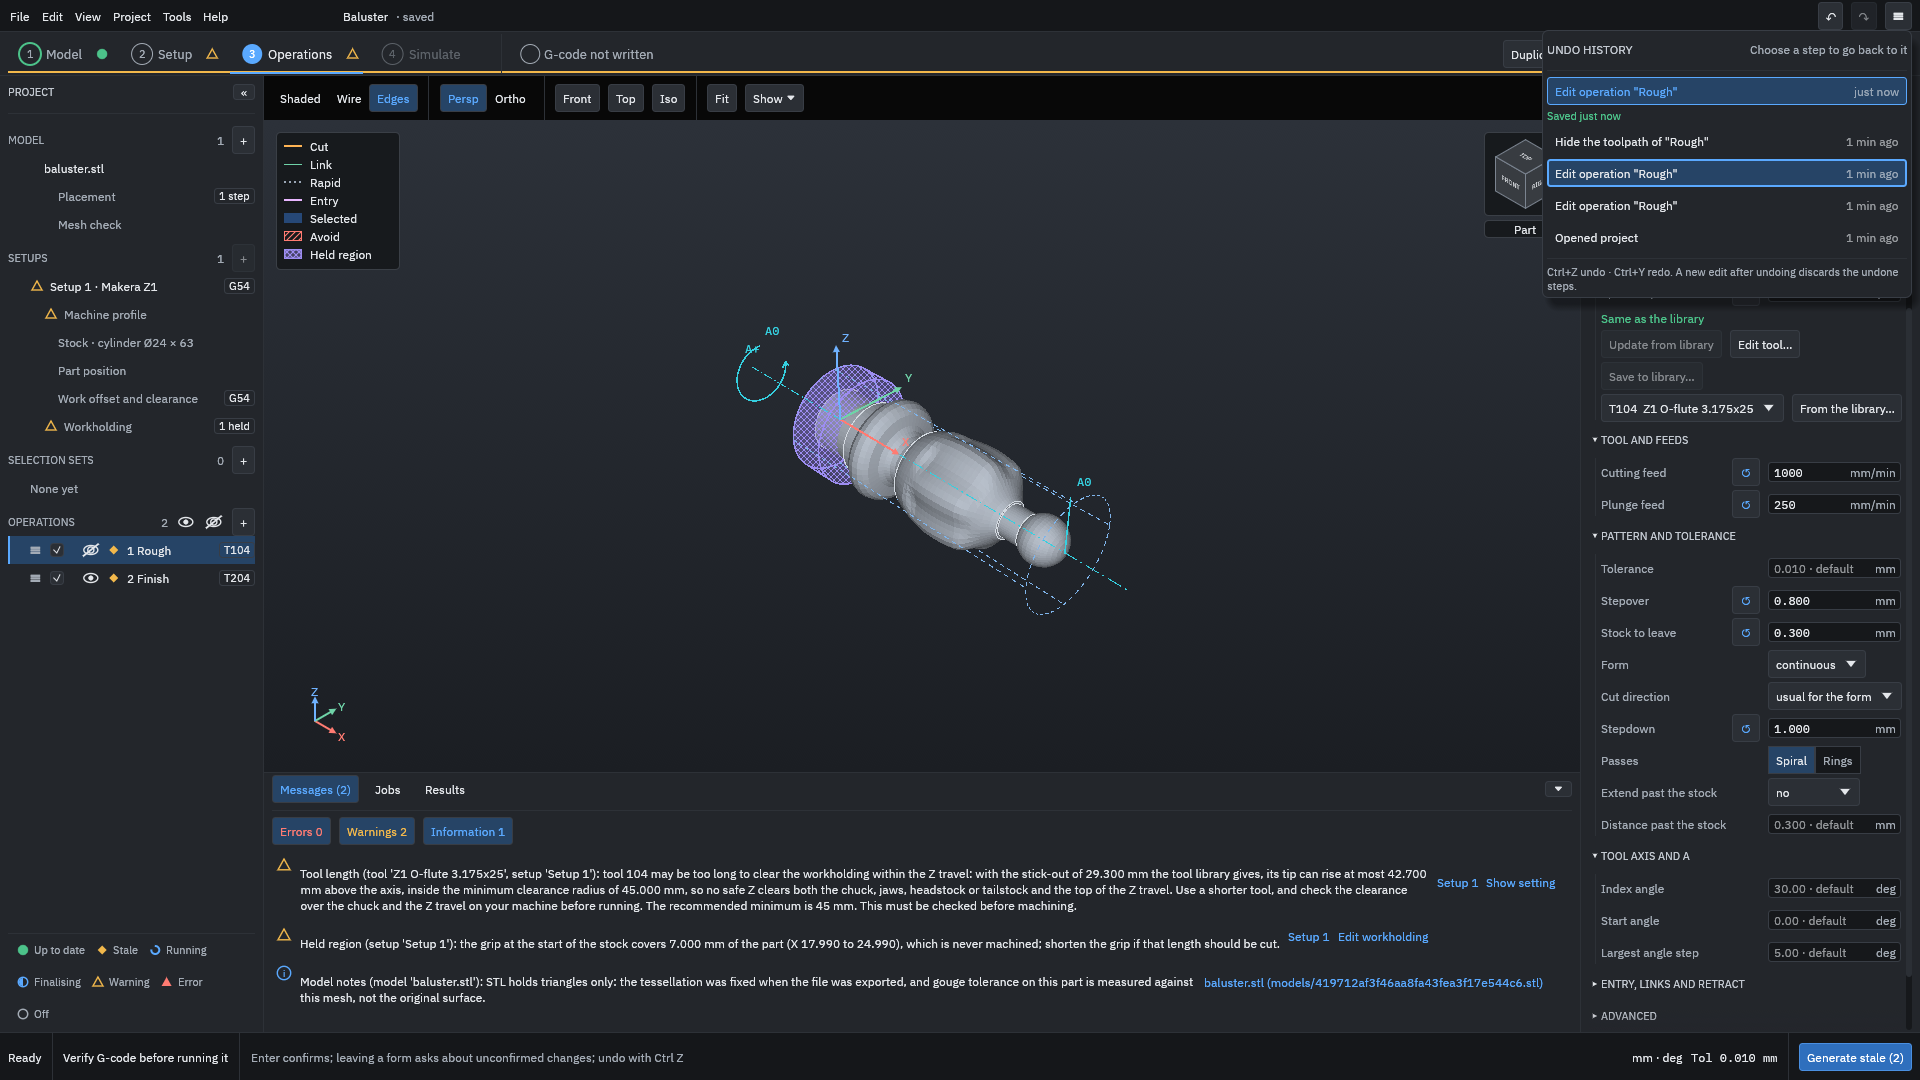 File Edit View Project Tools Help
Baluster · saved
1 Model
2 Setup
3 Operations
4 Simulate
G-code not written
UNDO HISTORY
Choose a step to go back to it
Edit operation "Rough" just now
Saved just now
Hide the toolpath of "Rough" 1 min ago
Edit operation "Rough" 1 min ago
Edit operation "Rough" 1 min ago
Opened project 1 min ago
Ctrl+Z undo · Ctrl+Y redo. A new edit after undoing discards the undone
steps.
PROJECT
«
MODEL 1 +
baluster.stl
Placement 1 step
Mesh check
SETUPS 1 +
Setup 1 · Makera Z1 G54
Machine profile
Stock · cylinder Ø24 × 63
Part position
Work offset and clearance G54
Workholding 1 held
SELECTION SETS 0 +
None yet
OPERATIONS 2 +
1 Rough T104
2 Finish T204
Up to date Stale Running
Finalising Warning Error
Off
Shaded Wire Edges Persp Ortho Front Top Iso Fit Show
Cut
Link
Rapid
Entry
Selected
Avoid
Held region
TOP
FRONT
Part
A0
Z
Y
X
A0
Z
Y
X
Same as the library
Update from library Edit tool...
Save to library...
T104 Z1 O-flute 3.175x25 From the library...
TOOL AND FEEDS
Cutting feed 1000 mm/min
Plunge feed 250 mm/min
PATTERN AND TOLERANCE
Tolerance 0.010 · default mm
Stepover 0.800 mm
Stock to leave 0.300 mm
Form continuous
Cut direction usual for the form
Stepdown 1.000 mm
Passes Spiral Rings
Extend past the stock no
Distance past the stock 0.300 · default mm
TOOL AXIS AND A
Index angle 30.00 · default deg
Start angle 0.00 · default deg
Largest angle step 5.00 · default deg
ENTRY, LINKS AND RETRACT
ADVANCED
Messages (2) Jobs Results
Errors 0 Warnings 2 Information 1
Tool length (tool 'Z1 O-flute 3.175x25', setup 'Setup 1'): tool 104 may be too long to clear the workholding within the Z travel: with the stick-out of 29.300 mm the tool library gives, its tip can rise at most 42.700
mm above the axis, inside the minimum clearance radius of 45.000 mm, so no safe Z clears both the chuck, jaws, headstock or tailstock and the top of the Z travel. Use a shorter tool, and check the clearance
over the chuck and the Z travel on your machine before running. The recommended minimum is 45 mm. This must be checked before machining.
Setup 1 Show setting
Held region (setup 'Setup 1'): the grip at the start of the stock covers 7.000 mm of the part (X 17.990 to 24.990), which is never machined; shorten the grip if that length should be cut.
Setup 1 Edit workholding
Model notes (model 'baluster.stl'): STL holds triangles only: the tessellation was fixed when the file was exported, and gouge tolerance on this part is measured against
this mesh, not the original surface.
baluster.stl (models/419712af3f46aa8fa43fea3f17e544c6.stl)
Ready
Verify G-code before running it
Enter confirms; leaving a form asks about unconfirmed changes; undo with Ctrl Z
mm · deg Tol 0.010 mm
Generate stale (2)